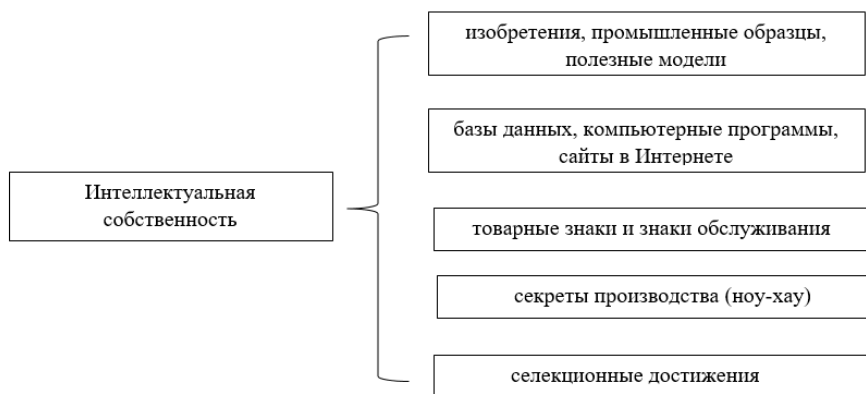 изобретения, промышленные образцы,
полезные модели
базы данных, компьютерные программы,
сайты в Интернете
Интеллектуальная
собственность
товарные знаки и знаки обслуживания
секреты производства (ноу-хау)
селекционные достижения